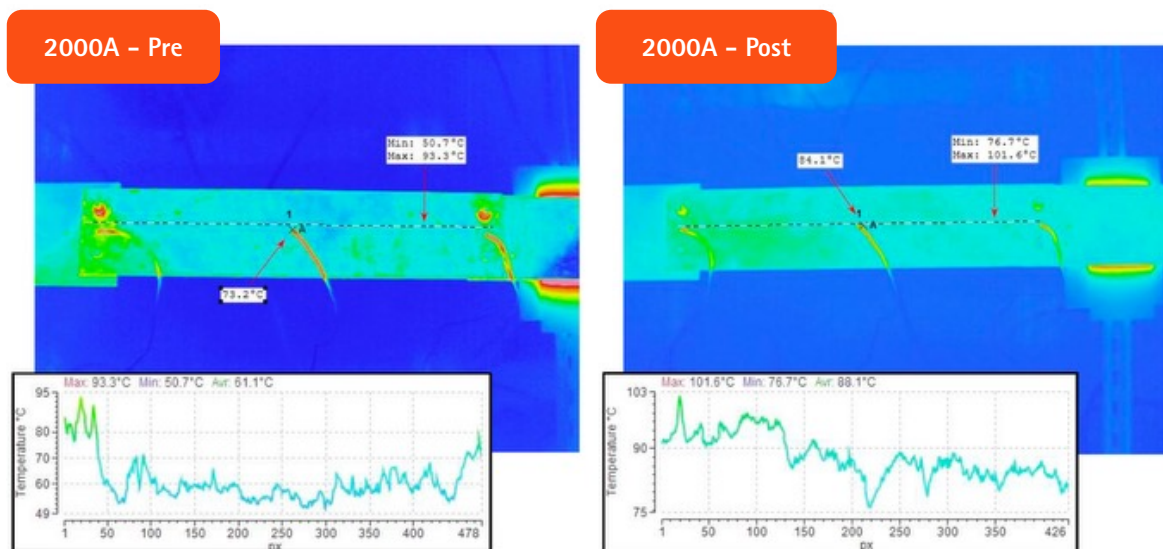 2000A – Pre
2000A – Post
Min: 50.7°C
Max: 93.3°C
1
A
73.2°C
Max: 93.3°C Min: 50.7°C Avr: 61.1°C
Temperature °C
95
80
70
60
49
1 50 100 150 200 250 300 350 400 478
px
84.1°C
Min: 76.7°C
Max: 101.6°C
1
A
Max: 101.6°C Min: 76.7°C Avr: 88.1°C
Temperature °C
103
90
75
1 50 100 150 200 250 300 350 426
px